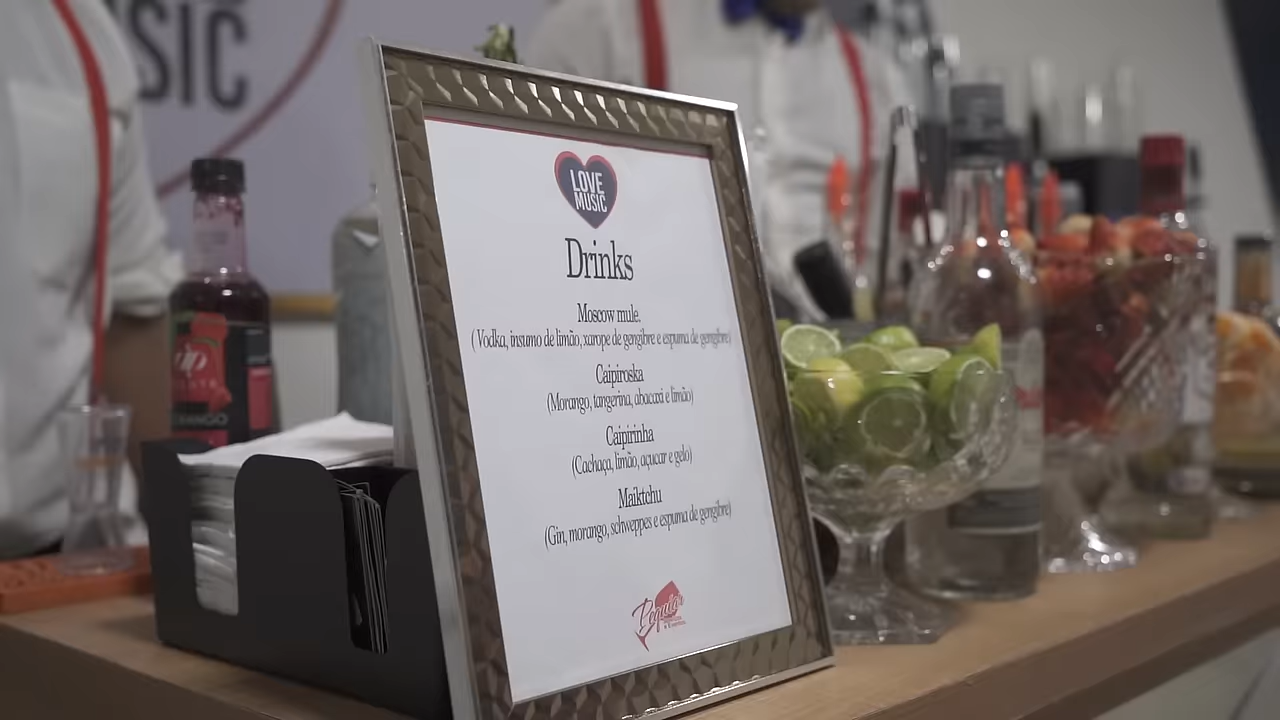 USIC
LOVE
MUSIC
Drinks
Moscow mule.
(Vodka, insumo de limão, xarope de gengibre e espuma de gengibre)
Caipiroska
(Morango, tangerina, abacaxi e limão)
Caipirinha
(Cachaça, limão, açucar e gelo)
Maiktchu
(Gin, morango, schweppes e espuma de gengibre)